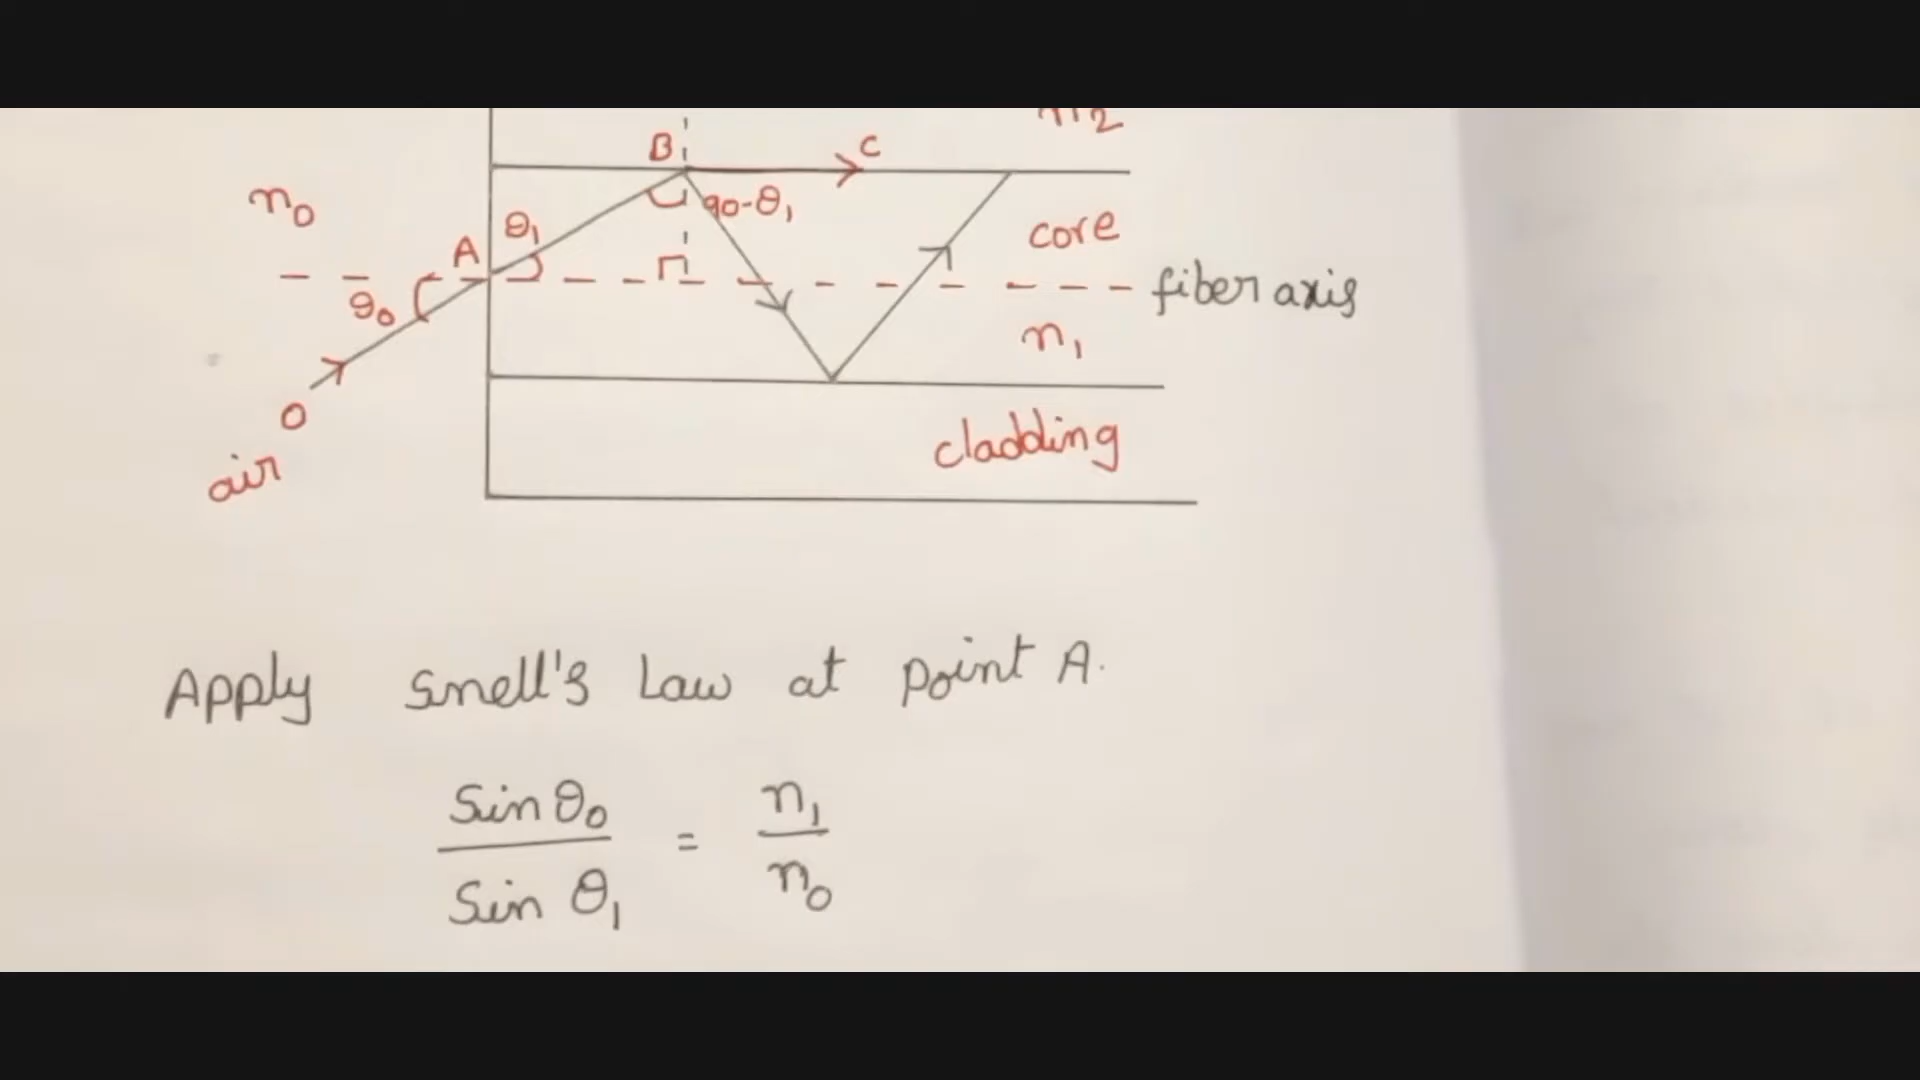 n₂
B
C
n₀
90-θ₁
θ₁
core
A
θ₀
fiber axis
n₁
O
cladding
air
Apply Snell's Law at point A.
Sin θ₀ / Sin θ₁ = n₁ / n₀